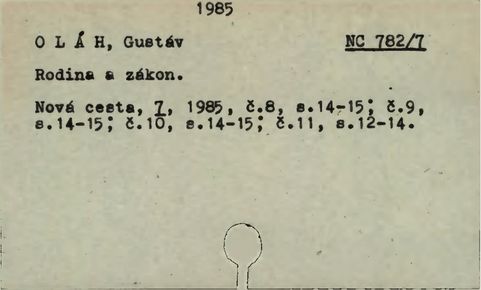 1985
O L Á H, Gustáv NC 782/7
Rodina a zákon.
Nová cesta, 7, 1985, č.8, s.14-15; č.9,
s.14-15; č.10, s.14-15; č.11, s.12-14.